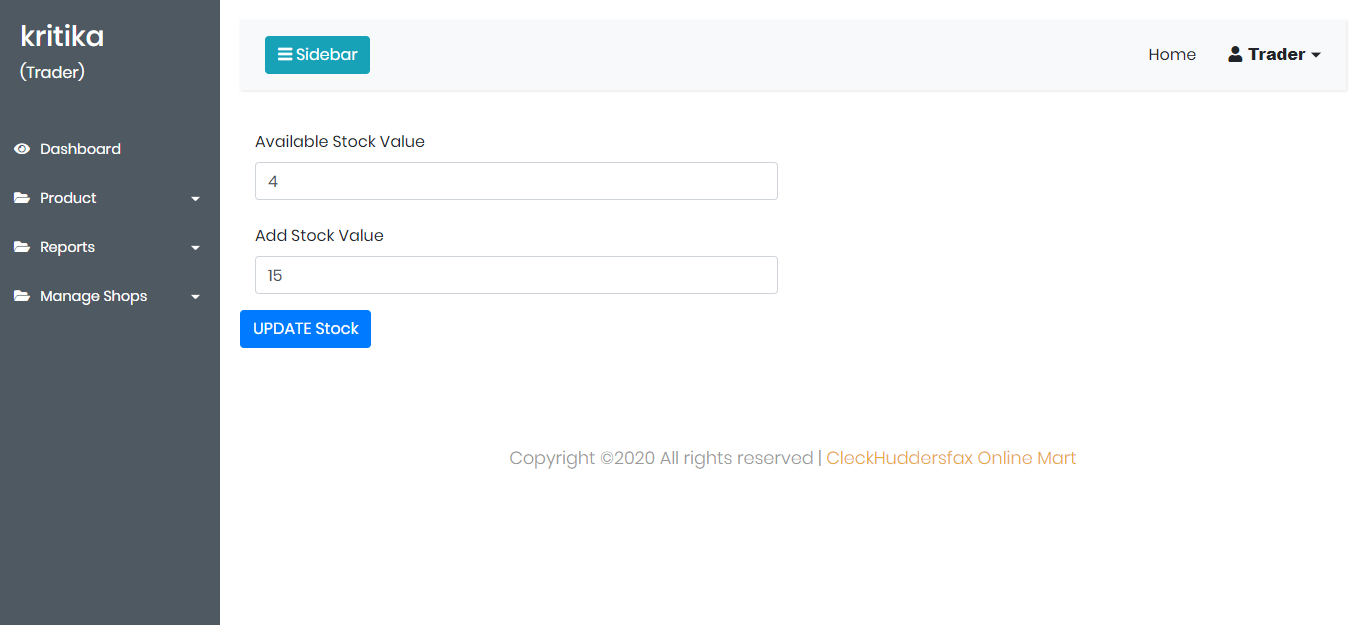 kritika
(Trader)
Dashboard
Product
Reports
Manage Shops
Sidebar
Home
Trader
Available Stock Value
4
Add Stock Value
15
UPDATE Stock
Copyright ©2020 All rights reserved | CleckHuddersfax Online Mart